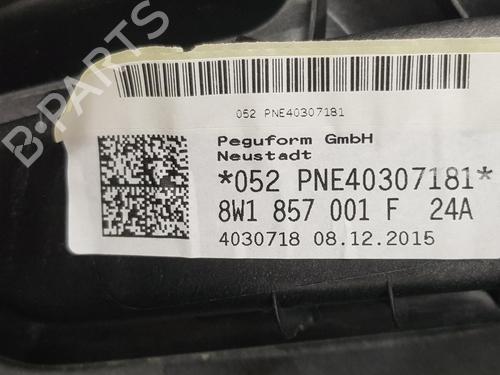 B-PARTS
052 PNE40307181
Peguform GmbH
Neustadt
*052 PNE40307181*
8W1 857 001 F 24A
4030718 08.12.2015